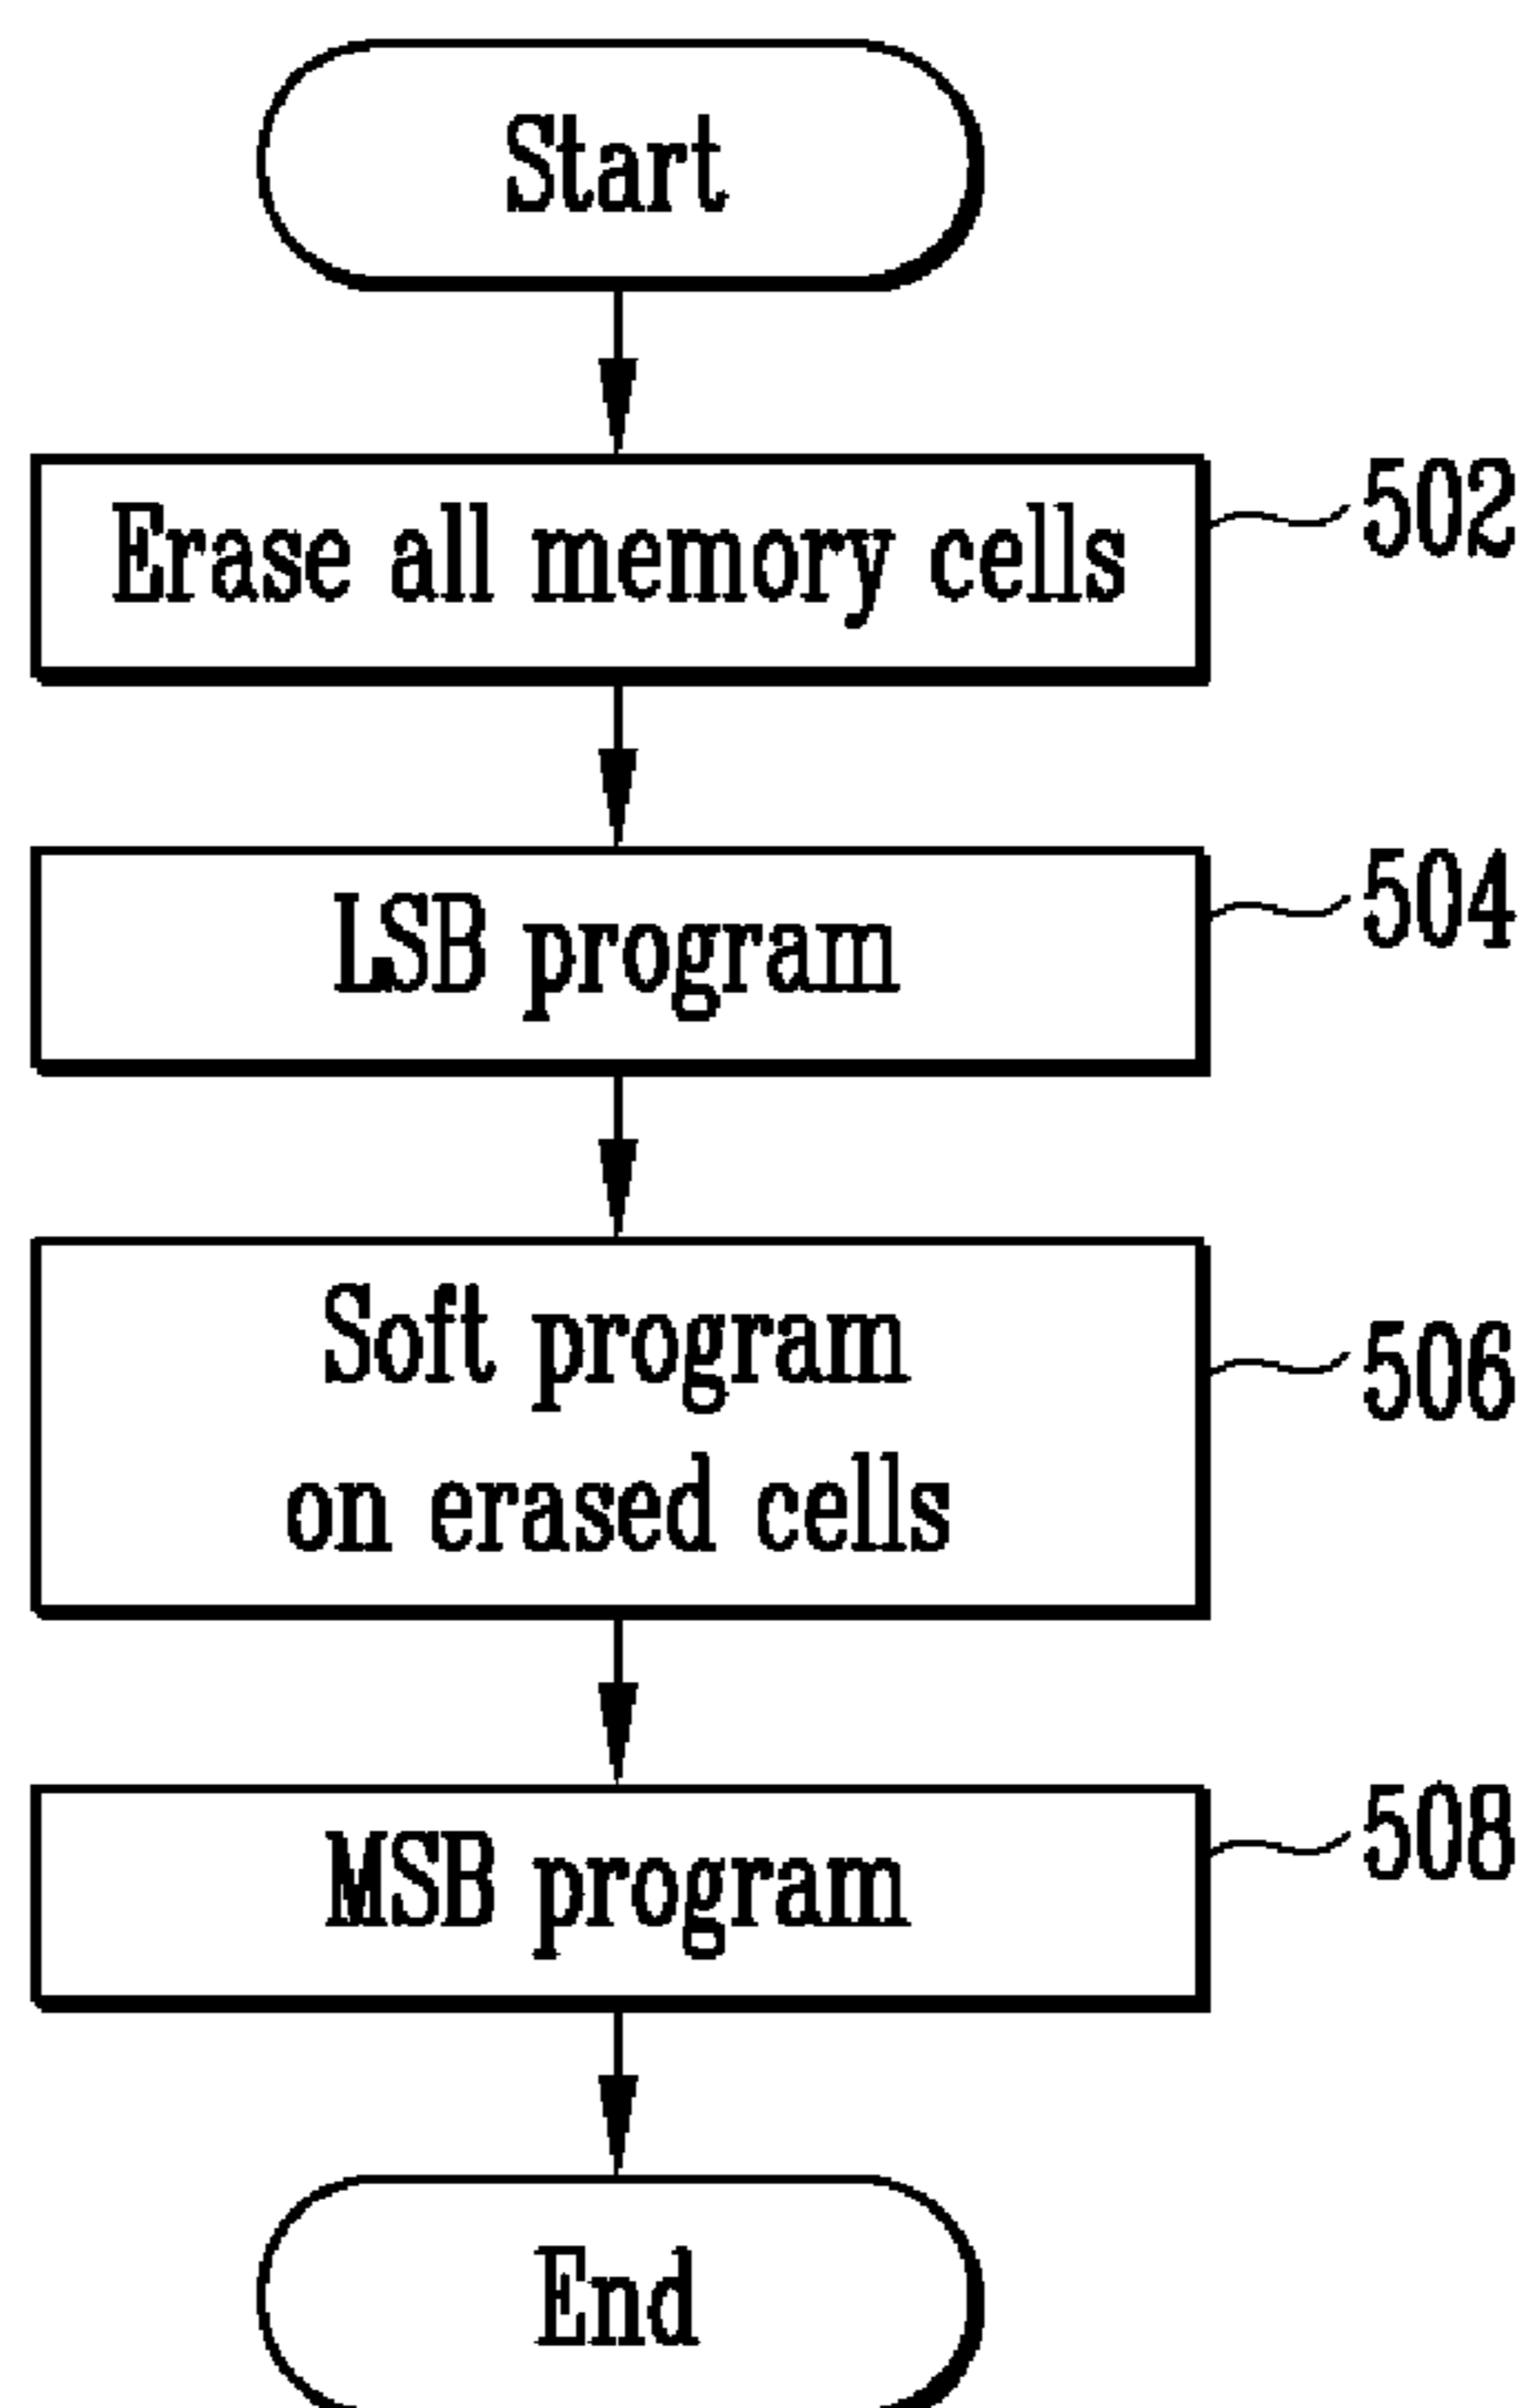 Start
Erase all memory cells
502
LSB program
504
Soft program
on erased cells
506
MSB program
508
End